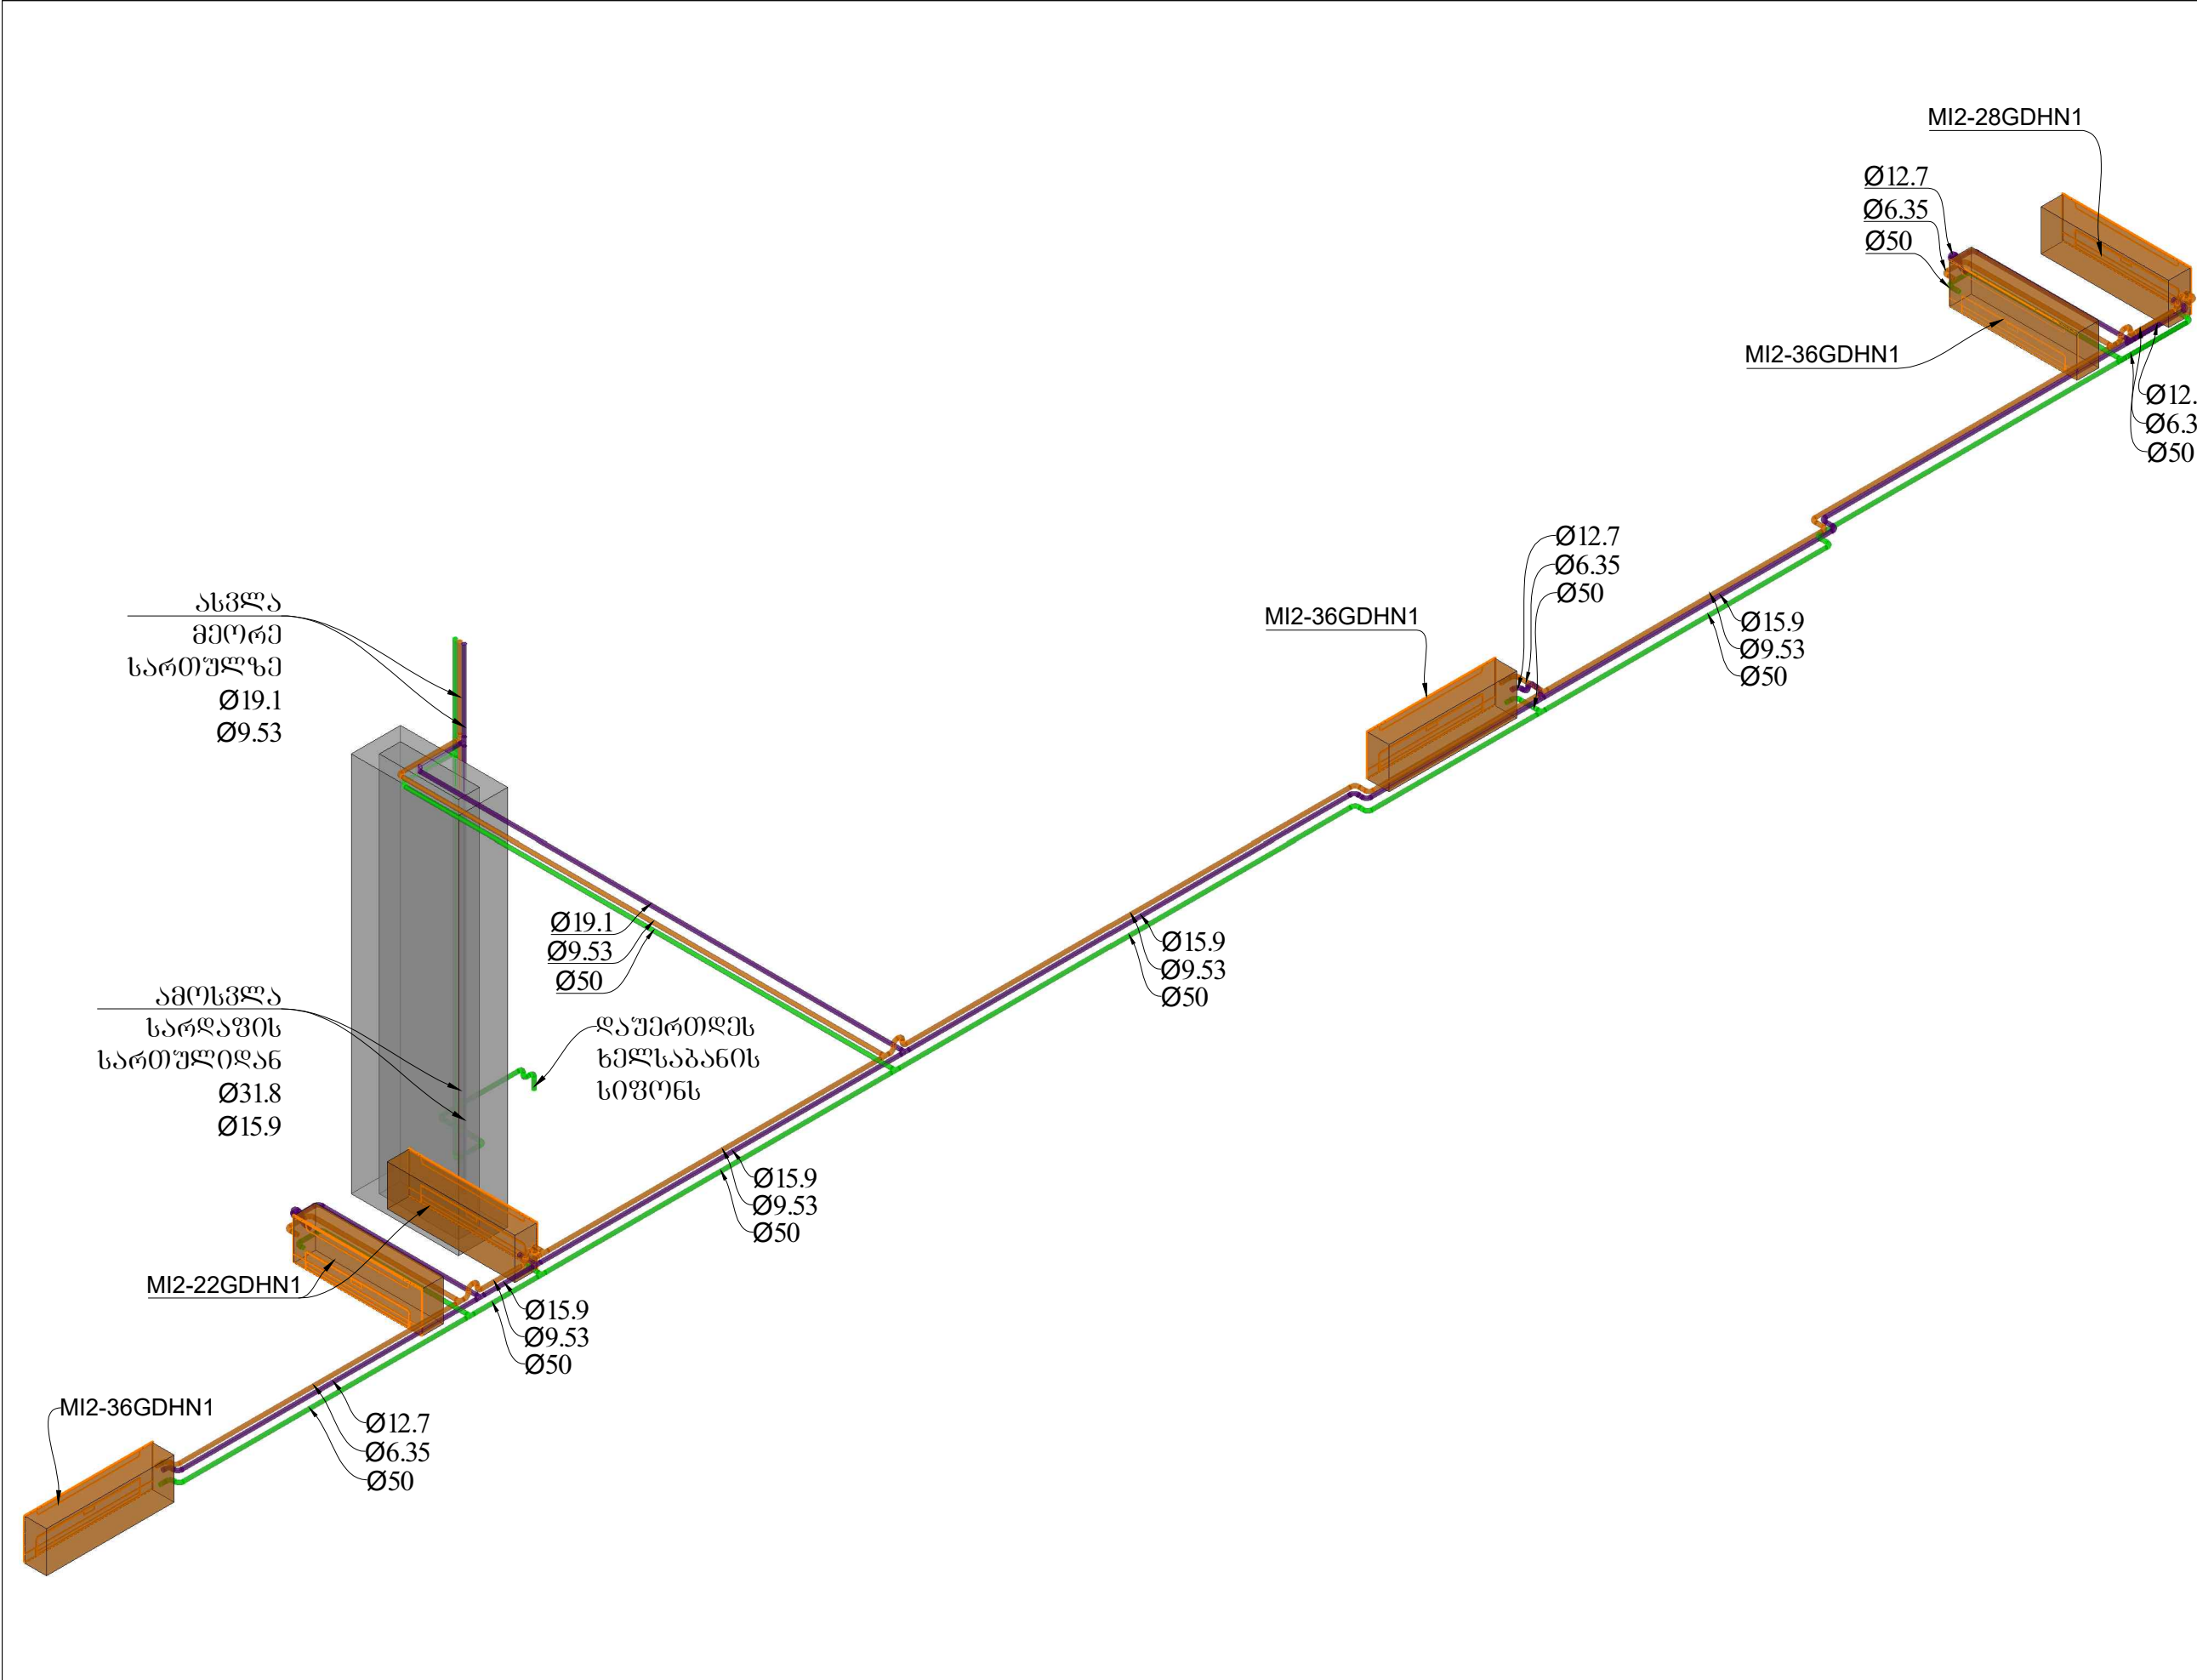 MI2-28GDHN1
Ø12.7
Ø6.35
Ø50
MI2-36GDHN1
Ø12.
Ø6.3
Ø50
Ø12.7
Ø6.35
Ø50
MI2-36GDHN1
Ø15.9
Ø9.53
Ø50
ასვლა
მეორე
სართულზე
Ø19.1
Ø9.53
Ø19.1
Ø9.53
Ø50
Ø15.9
Ø9.53
Ø50
ამოსვლა
სარდაფის
სართულიდან
Ø31.8
Ø15.9
დაუერთდეს
ხელსაბანის
სიფონს
Ø15.9
Ø9.53
Ø50
MI2-22GDHN1
Ø15.9
Ø9.53
Ø50
MI2-36GDHN1
Ø12.7
Ø6.35
Ø50